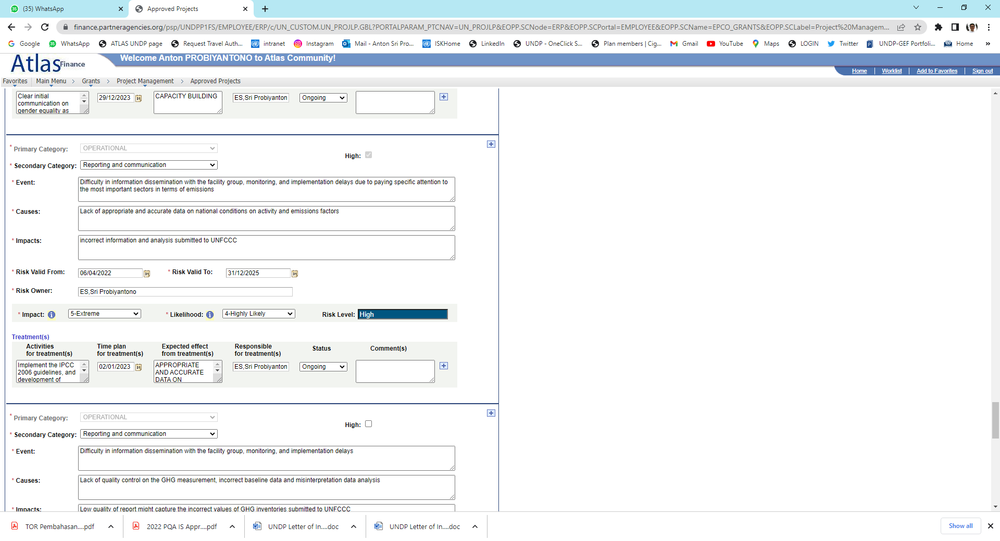 (35) WhatsApp
Approved Projects
finance.partneragencies.org/psp/UNDPP1FS/EMPLOYEE/ERP/c/UN_CUSTOM.UN_PROJLP.GBL?PORTALPARAM_PTCNAV=UN_PROJLP&EOPP.SCNode=ERP&EOPP.SCPortal=EMPLOYEE&EOPP.SCName=EPCO_GRANTS&EOPP.SCLabel=Project%20Managem...
Google WhatsApp ATLAS UNDP page Request Travel Auth... intranet Instagram Mail - Anton Sri Pro... ISKHome LinkedIn UNDP - OneClick S... Plan members | Cig... Gmail YouTube Maps LOGIN Twitter UNDP-GEF Portfoli... Home »
Atlas Finance
Welcome Anton PROBIYANTONO to Atlas Community!
Home Worklist Add to Favorites Sign out
Favorites Main Menu > Grants > Project Management > Approved Projects
Clear initial communication on gender equality as
29/12/2023
CAPACITY BUILDING
ES,Sri Probiyanton
Ongoing
* Primary Category: OPERATIONAL
High:
* Secondary Category: Reporting and communication
* Event: Difficulty in information dissemination with the facility group, monitoring, and implementation delays due to paying specific attention to
the most important sectors in terms of emissions
* Causes: Lack of appropriate and accurate data on national conditions on activity and emissions factors
* Impacts: incorrect information and analysis submitted to UNFCCC
* Risk Valid From: 06/04/2022 * Risk Valid To: 31/12/2025
* Risk Owner: ES,Sri Probiyantono
* Impact: 5-Extreme * Likelihood: 4-Highly Likely Risk Level: High
Treatment(s)
Activities for treatment(s)
Time plan for treatment(s)
Expected effect from treatment(s)
Responsible for treatment(s)
Status
Comment(s)
Implement the IPCC 2006 guidelines, and development of
02/01/2023
APPROPRIATE AND ACCURATE DATA ON
ES,Sri Probiyanton
Ongoing
* Primary Category: OPERATIONAL
High:
* Secondary Category: Reporting and communication
* Event: Difficulty in information dissemination with the facility group, monitoring, and implementation delays
* Causes: Lack of quality control on the GHG measurement, incorrect baseline data and misinterpretation data analysis
* Impacts: Low quality of report might capture the incorrect values of GHG inventories submitted to UNFCCC
TOR Pembahasan....pdf
2022 PQA IS Appr....pdf
UNDP Letter of In....doc
UNDP Letter of In....doc
Show all